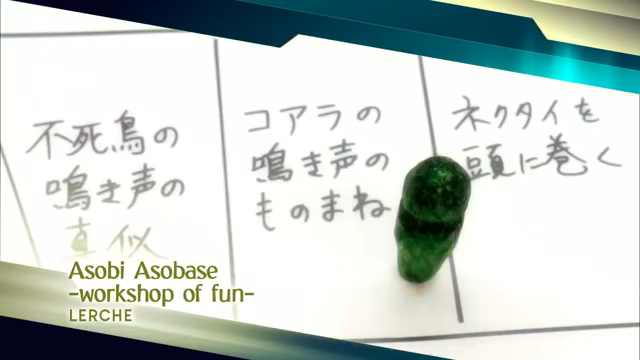 不死鳥の
鳴き声の
真似
コアラの
鳴き声の
ものまね
ネクタイを
頭に巻く
Asobi Asobase
-workshop of fun-
LERCHE